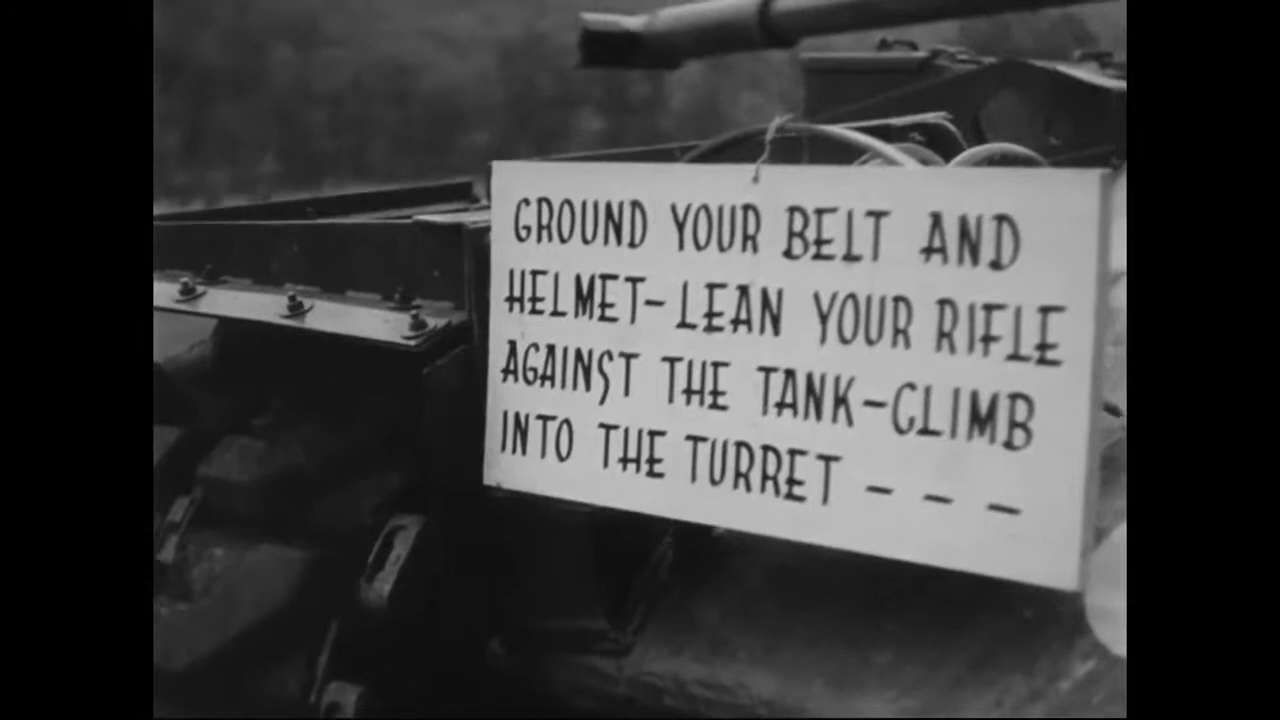 GROUND YOUR BELT AND
HELMET-LEAN YOUR RIFLE
AGAINST THE TANK-CLIMB
INTO THE TURRET - - -